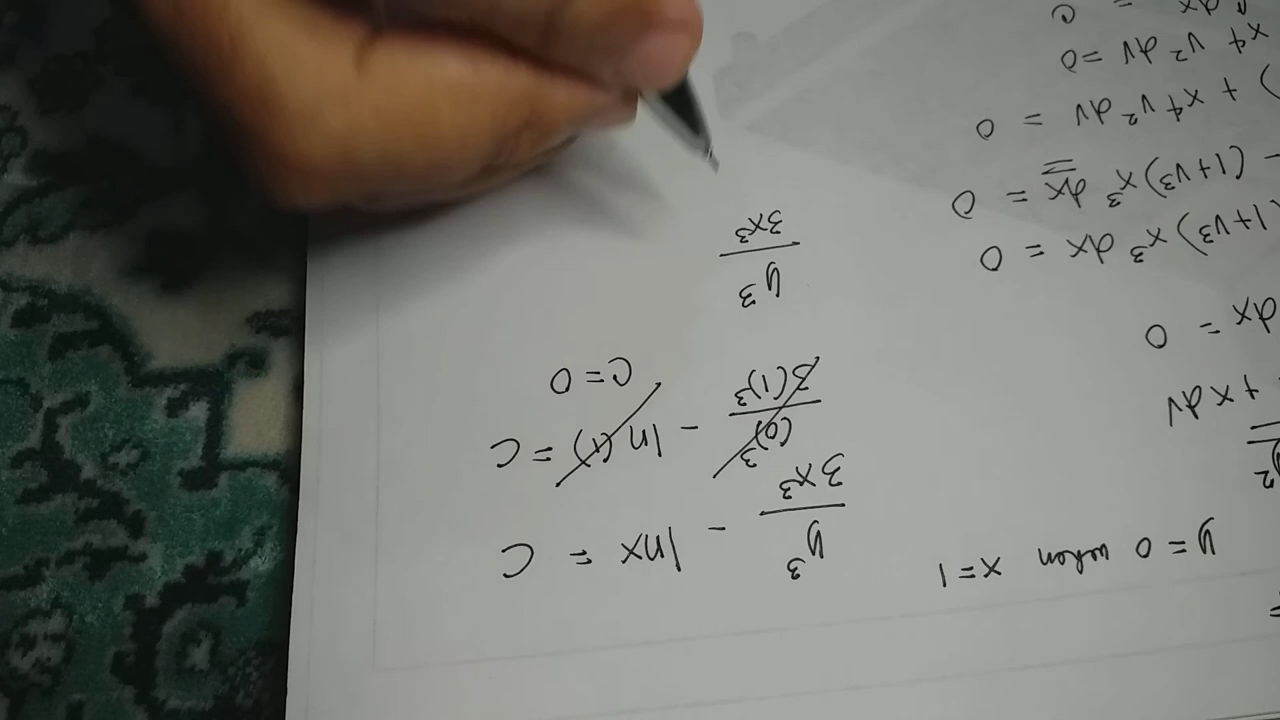 y = 0 when x = 1
+ x dv
dx = 0
1+v³) x³ dx = 0
- (1+v³) x³ dx = 0
) + x⁴ v² dv = 0
x⁴ v² dv = 0
dx = c
y³/3x³ - ln x = C
(0)³/3(1)³ - ln (1) = C
C = 0
y³/3x³